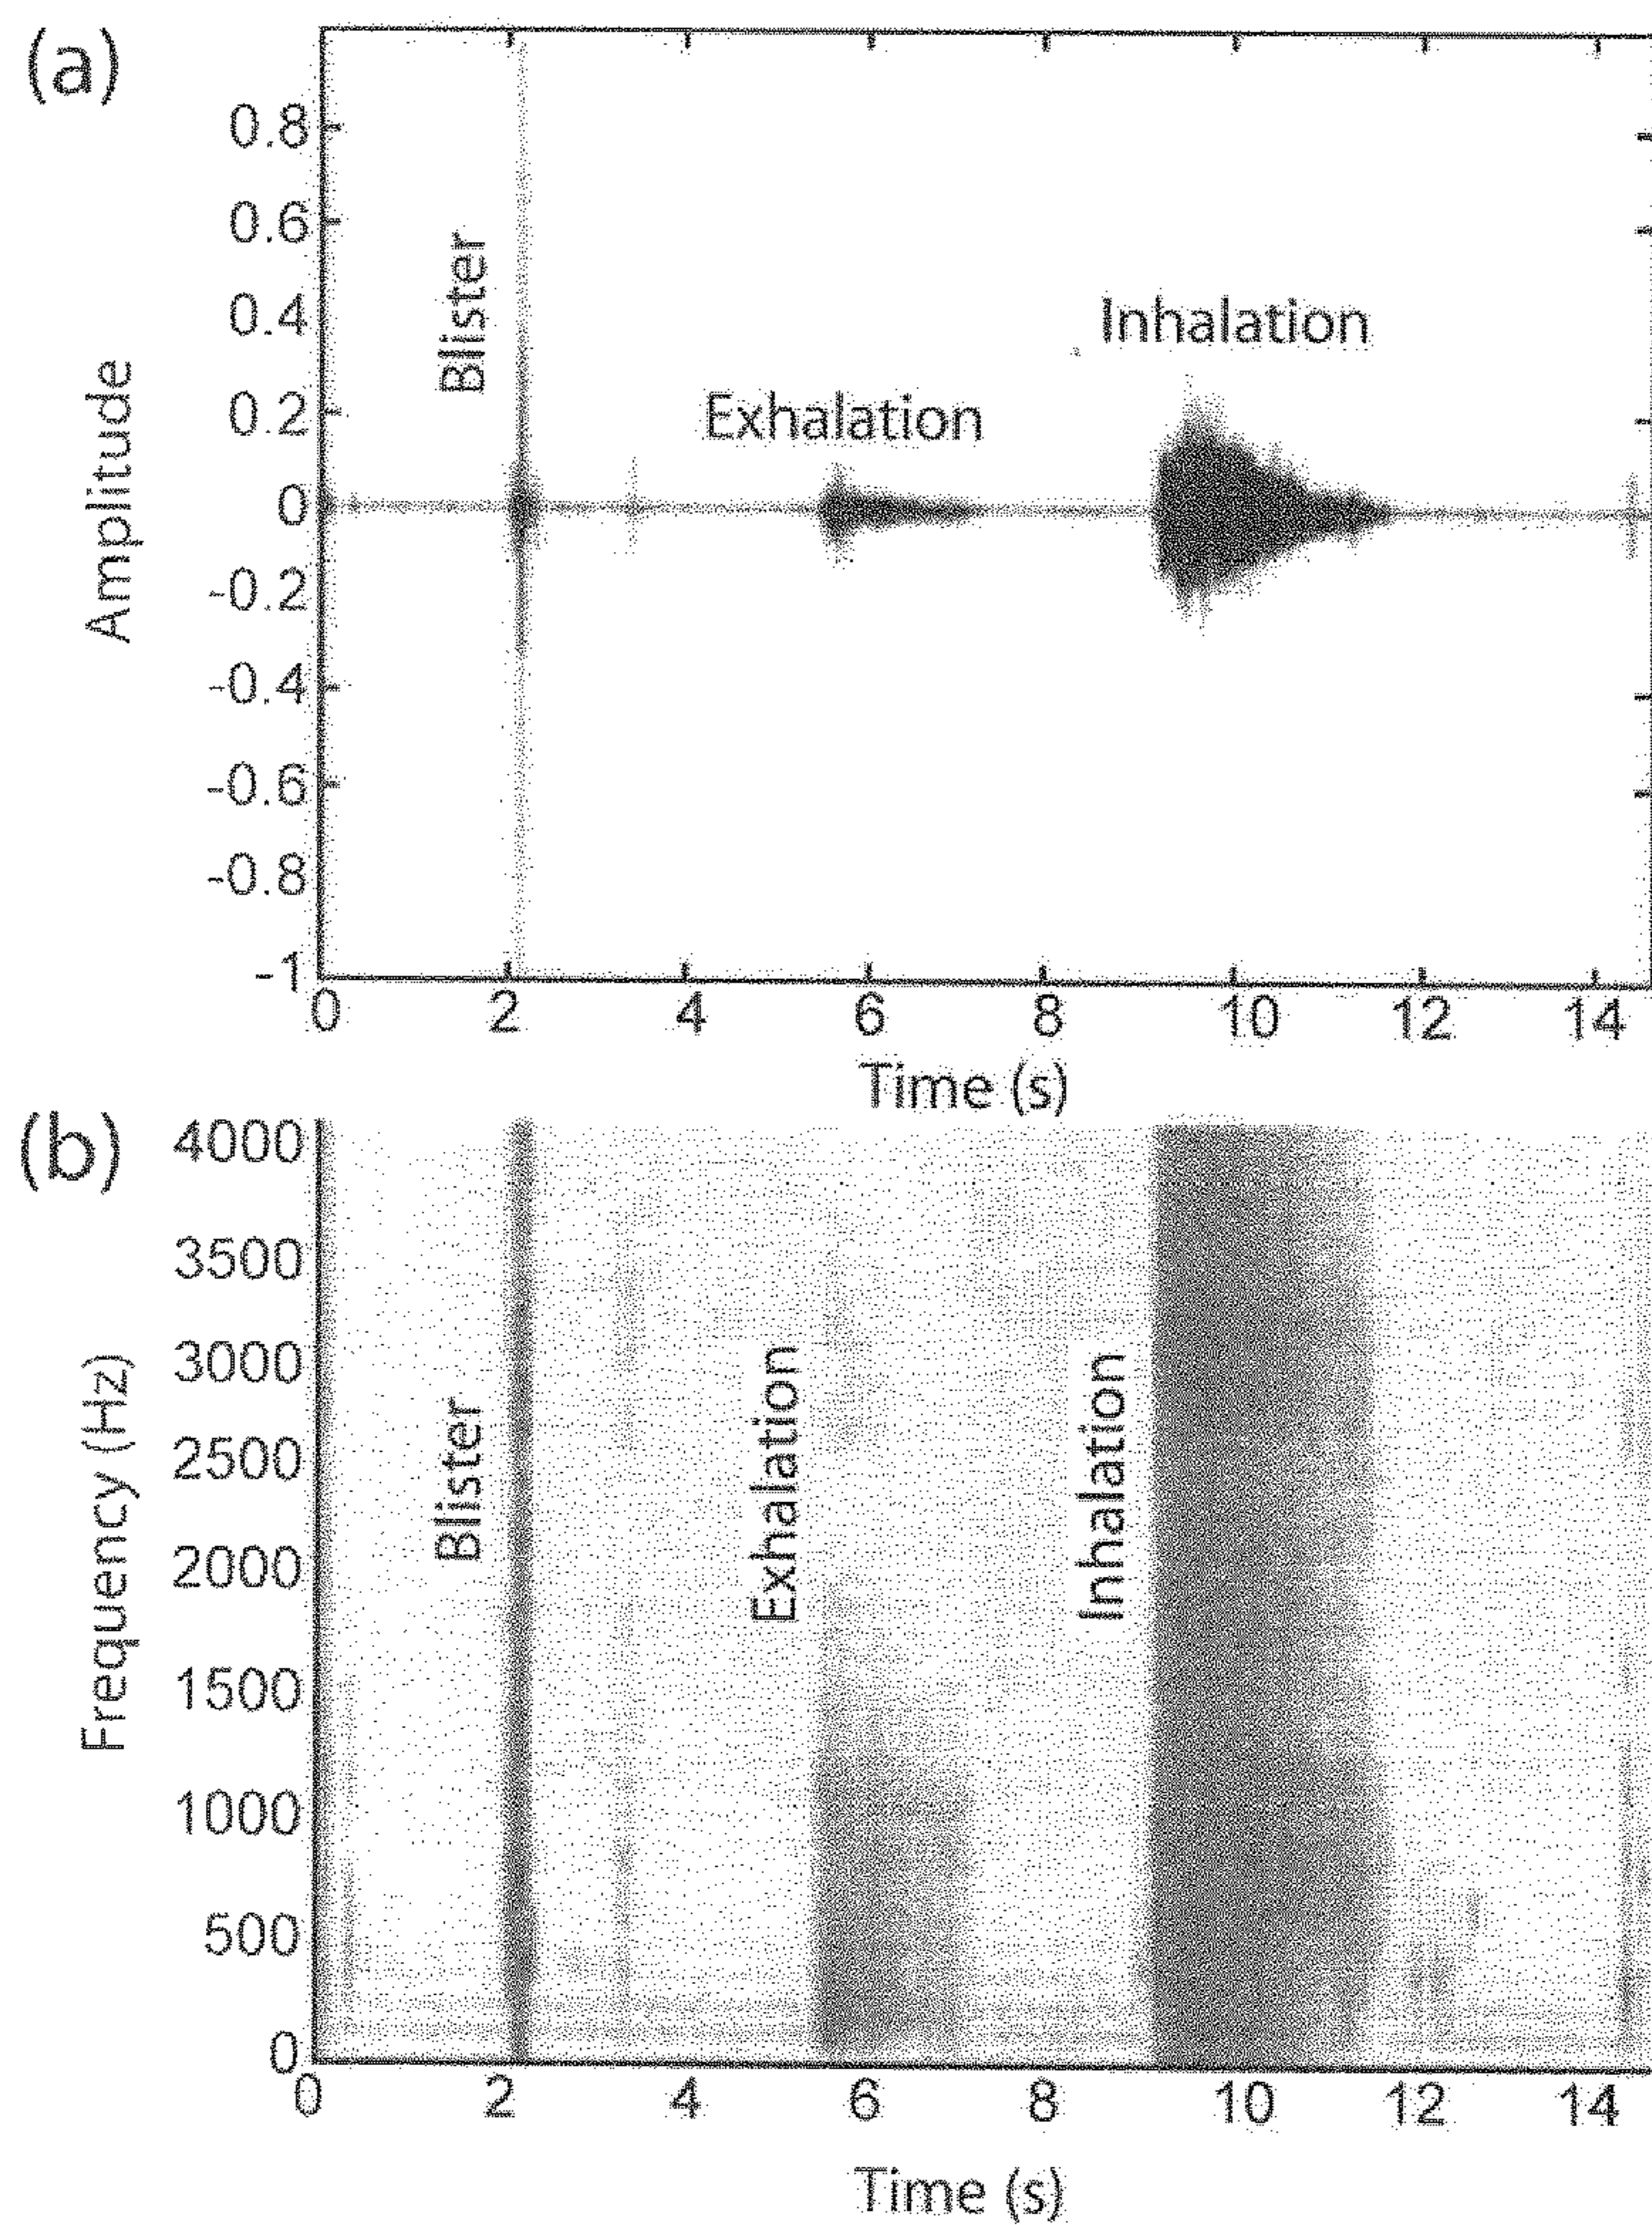 (a)
0.8
0.6
Blister
0.4
Inhalation
0.2
Exhalation
Amplitude
0
-0.2
-0.4
-0.6
-0.8
-1
0 2 4 6 8 10 12 14
Time (s)
(b)
4000
3500
3000
2500
2000
1500
1000
500
0
Frequency (Hz)
Blister
Exhalation
Inhalation
0 2 4 6 8 10 12 14
Time (s)